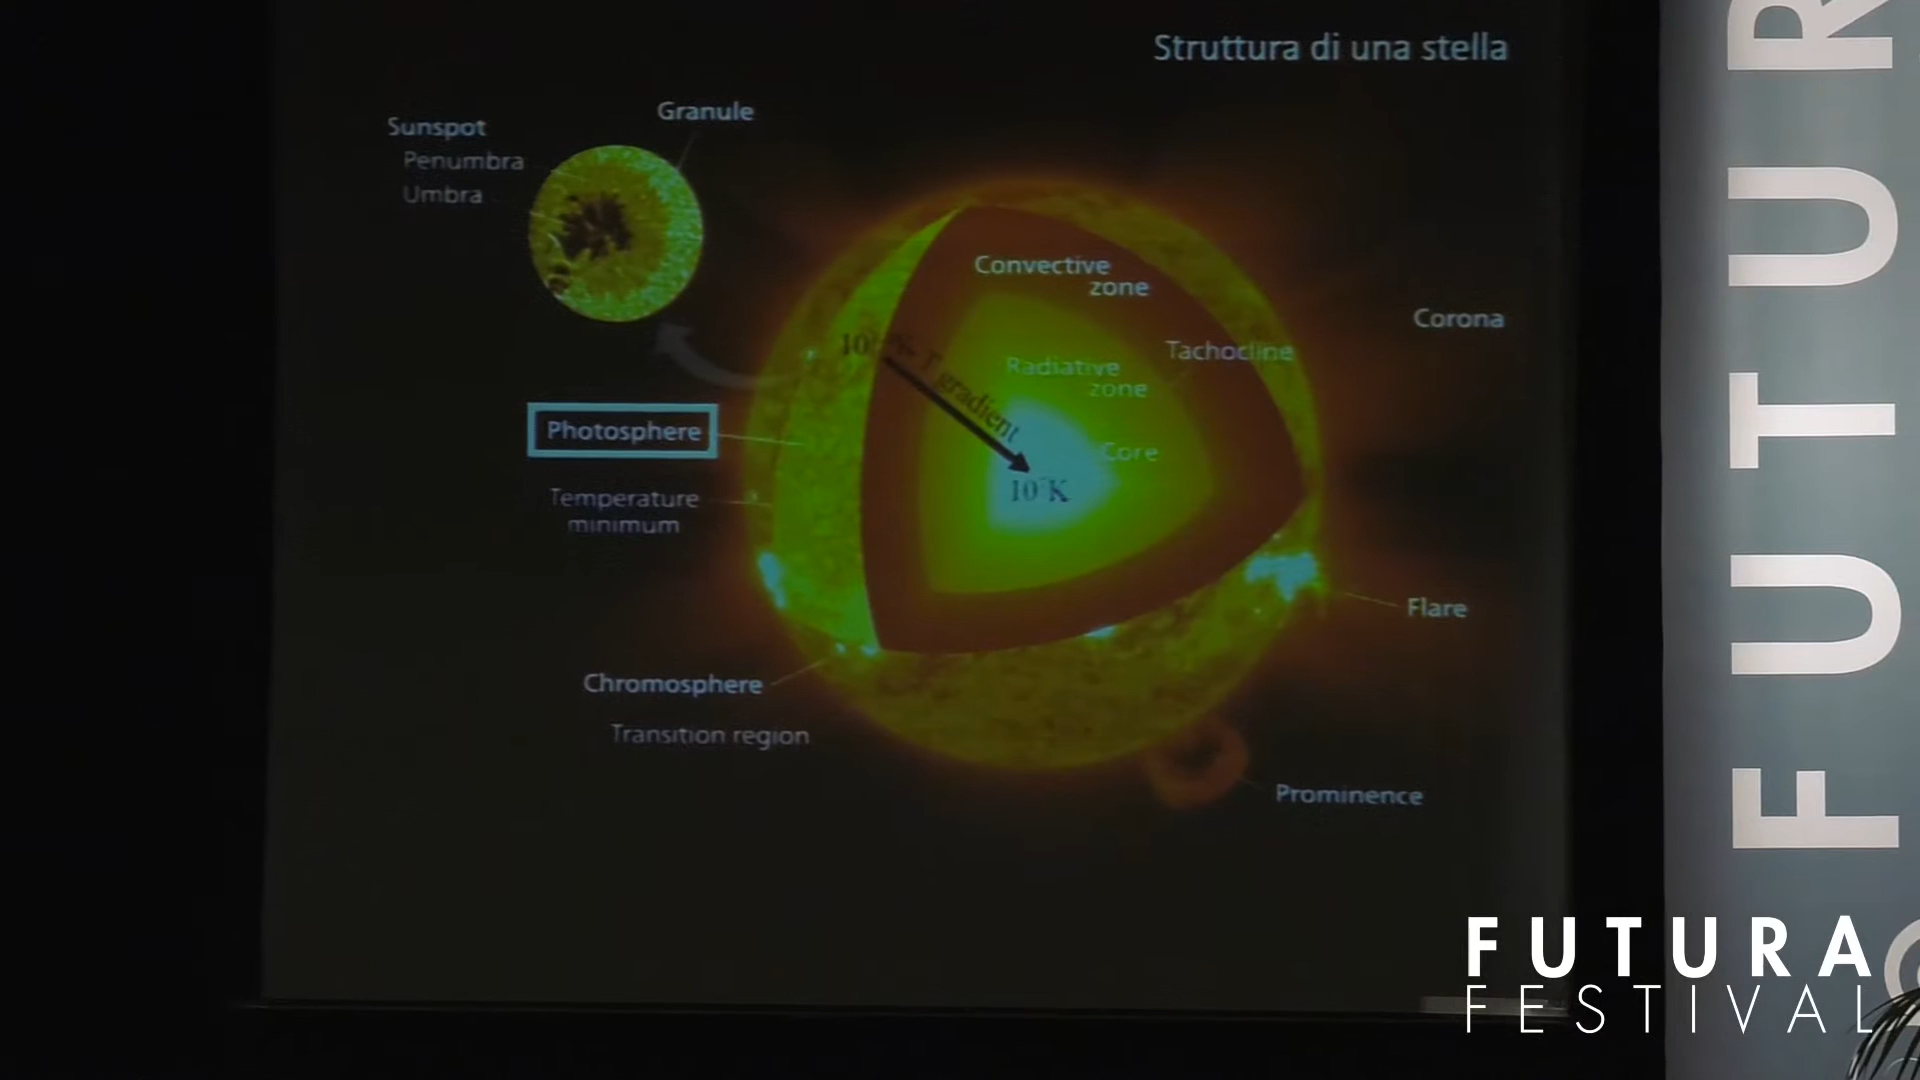 Struttura di una stella
Granule
Sunspot
Penumbra
Umbra
Convective
zone
Corona
Tachocline
Radiative
zone
T gradient
Photosphere
Core
10⁷K
Temperature
minimum
Flare
Chromosphere
Transition region
Prominence
FUTUR
FUTURA
FESTIVAL